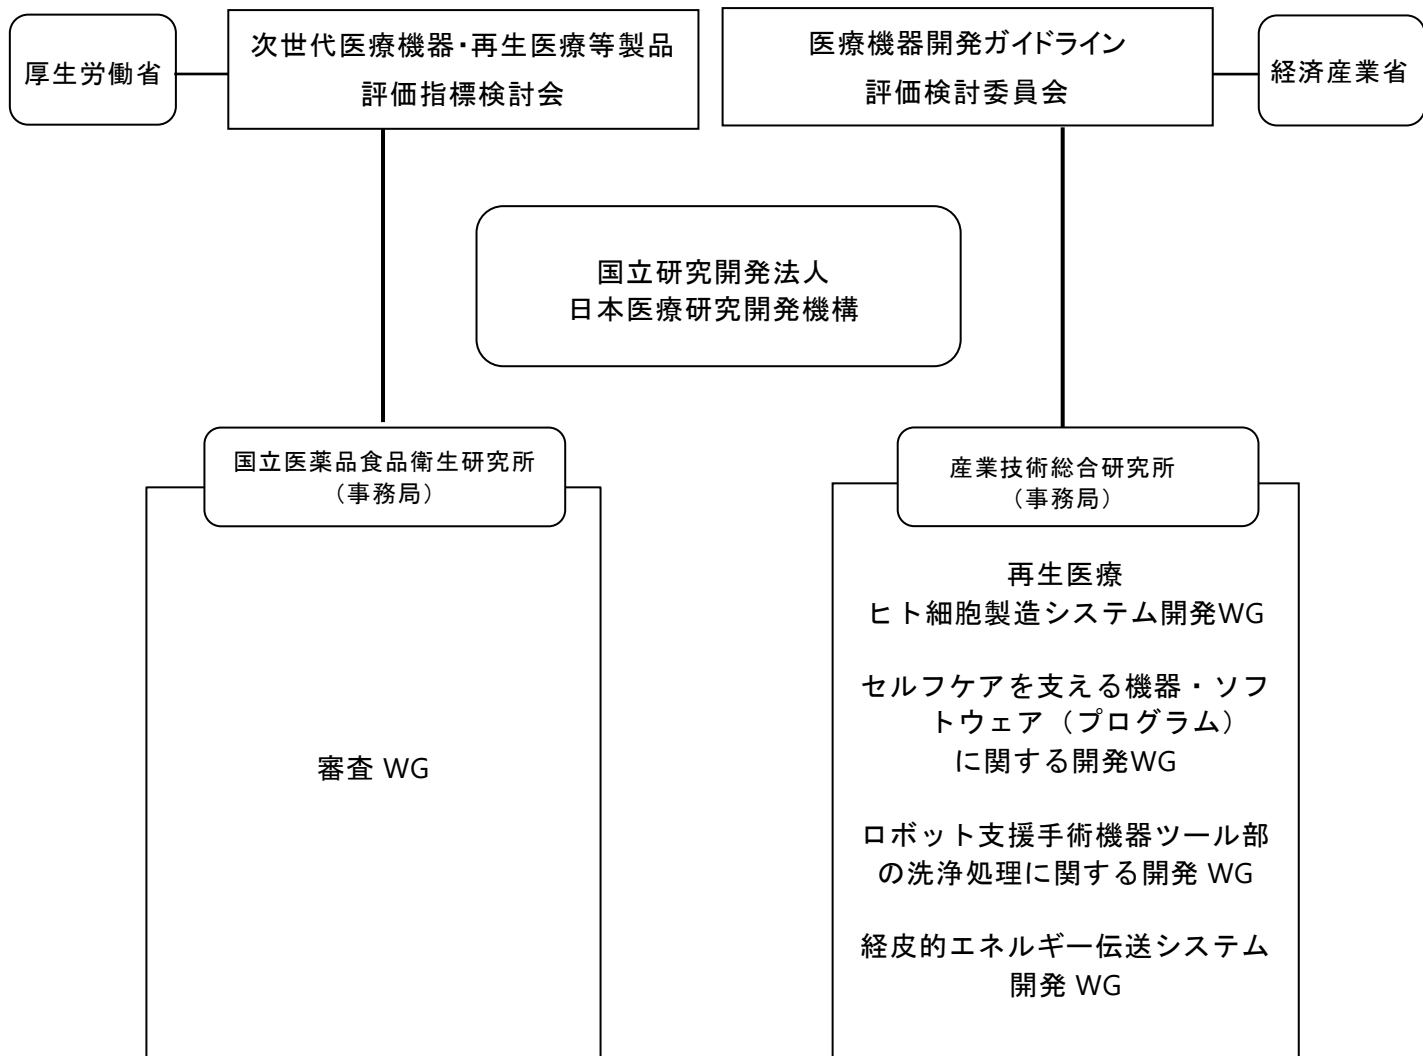 厚生労働省
次世代医療機器・再生医療等製品
評価指標検討会
医療機器開発ガイドライン
評価検討委員会
経済産業省
国立研究開発法人
日本医療研究開発機構
国立医薬品食品衛生研究所
（事務局）
審査 WG
産業技術総合研究所
（事務局）
再生医療
ヒト細胞製造システム開発WG
セルフケアを支える機器・ソフ
トウェア（プログラム）
に関する開発WG
ロボット支援手術機器ツール部
の洗浄処理に関する開発 WG
経皮的エネルギー伝送システム
開発 WG